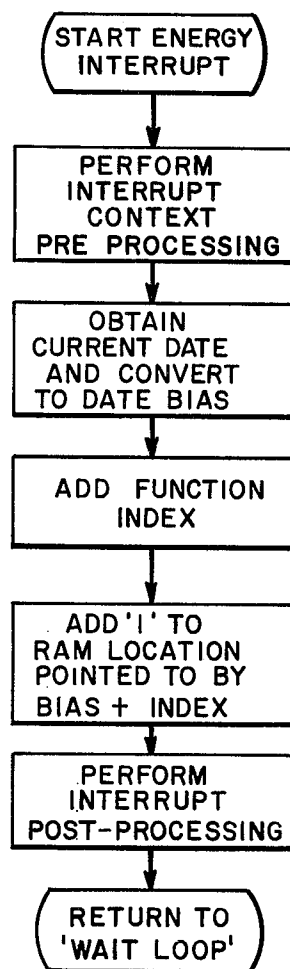 START ENERGY
INTERRUPT
PERFORM
INTERRUPT
CONTEXT
PRE PROCESSING
OBTAIN
CURRENT DATE
AND CONVERT
TO DATE BIAS
ADD FUNCTION
INDEX
ADD '1' TO
RAM LOCATION
POINTED TO BY
BIAS + INDEX
PERFORM
INTERRUPT
POST-PROCESSING
RETURN TO
'WAIT LOOP'